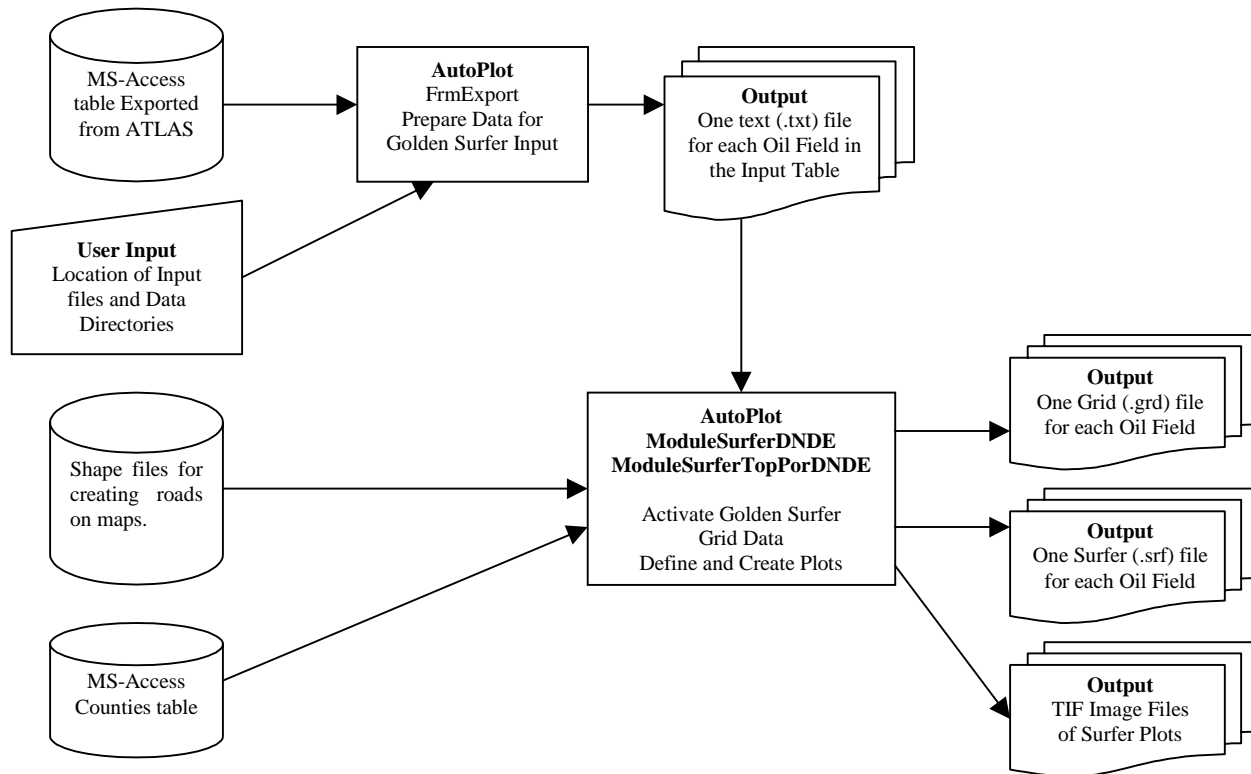 MS-Access
table Exported
from ATLAS
AutoPlot
FrmExport
Prepare Data for
Golden Surfer Input
Output
One text (.txt) file
for each Oil Field in
the Input Table
User Input
Location of Input
files and Data
Directories
Shape files for
creating roads
on maps.
AutoPlot
ModuleSurferDNDE
ModuleSurferTopPorDNDE
Activate Golden Surfer
Grid Data
Define and Create Plots
Output
One Grid (.grd) file
for each Oil Field
Output
One Surfer (.srf) file
for each Oil Field
MS-Access
Counties table
Output
TIF Image Files
of Surfer Plots